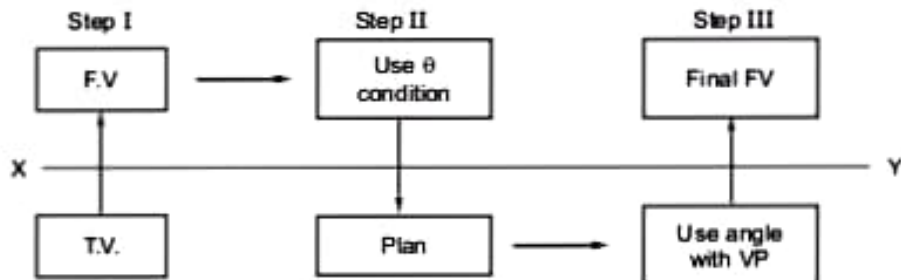 Step I
Step II
Step III
F.V
Use θ
condition
Final FV
X
Y
T.V.
Plan
Use angle
with VP